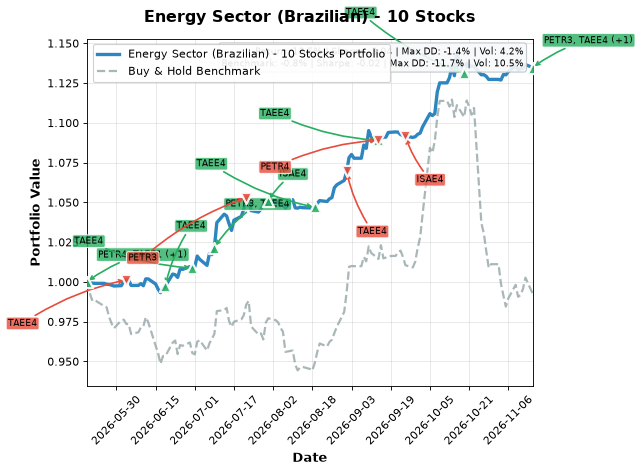 Energy Sector (Brazilian) - 10 Stocks
TAEE4
PETR3, TAEE4 (+1)
Energy Sector (Brazilian) - 10 Stocks Portfolio
| Max DD: -1.4% | Vol: 4.2%
Buy & Hold Benchmark
| Max DD: -11.7% | Vol: 10.5%
TAEE4
TAEE4
PETR4
ISAE4
ISAE4
PETR3, TAEE4
TAEE4
TAEE4
TAEE4
(+1)
PETR3
TAEE4
Portfolio Value
1.150
1.125
1.100
1.075
1.050
1.025
1.000
0.975
0.950
2026-05-30
2026-06-15
2026-07-01
2026-07-17
2026-08-02
2026-08-18
2026-09-03
2026-09-19
2026-10-05
2026-10-21
2026-11-06
Date